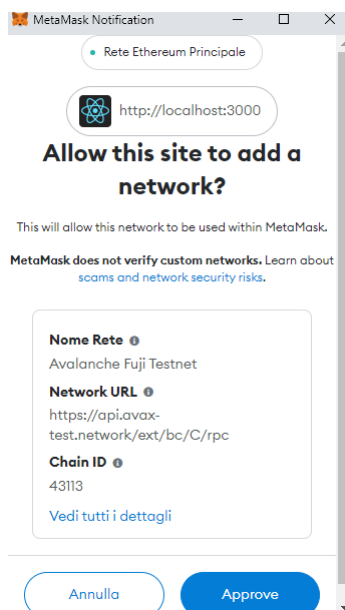 MetaMask Notification
Rete Ethereum Principale
http://localhost:3000
Allow this site to add a
network?
This will allow this network to be used within MetaMask.
MetaMask does not verify custom networks. Learn about
scams and network security risks.
Nome Rete
Avalanche Fuji Testnet
Network URL
https://api.avax-
test.network/ext/bc/C/rpc
Chain ID
43113
Vedi tutti i dettagli
Annulla
Approve